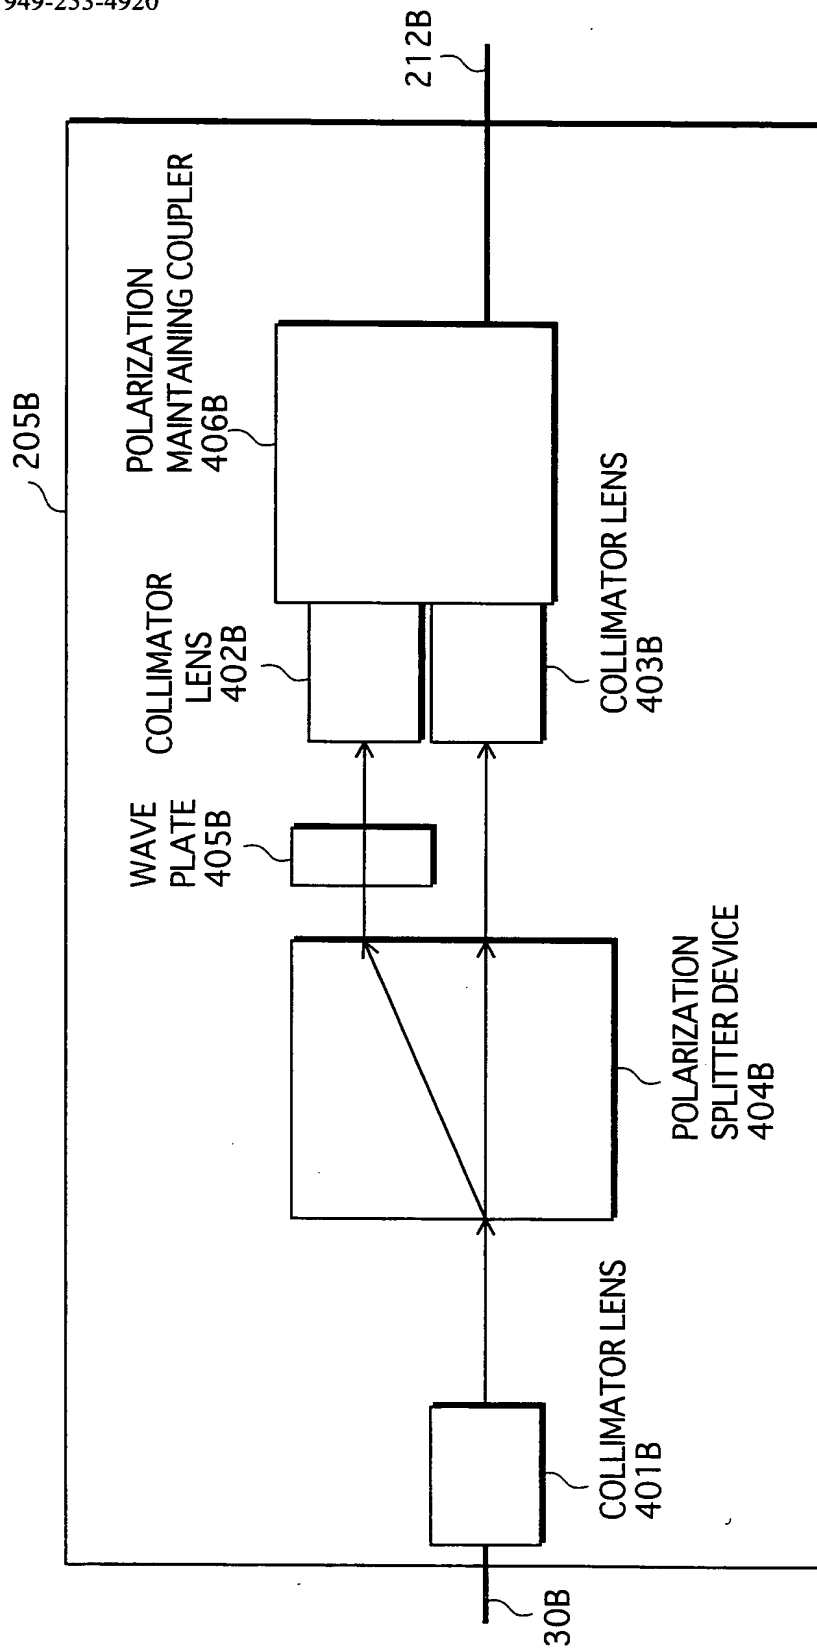 949-253-4920
205B
212B
POLARIZATION
MAINTAINING COUPLER
406B
COLLIMATOR
LENS
402B
WAVE
PLATE
405B
COLLIMATOR LENS
403B
POLARIZATION
SPLITTER DEVICE
404B
COLLIMATOR LENS
401B
30B